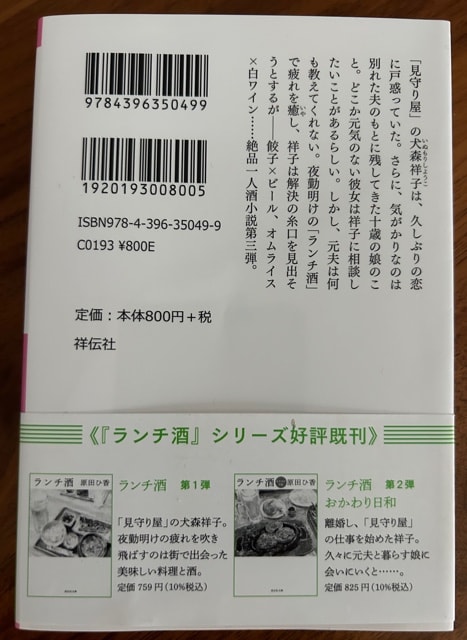 9784396350499
1920193008005
ISBN978-4-396-35049-9
C0193 ¥800E
定価：本体800円＋税
祥伝社
「見守り屋」の犬森祥子は、久しぶりの恋
いぬもりしょうこ
に戸惑っていた。さらに、気がかりなのは
別れた夫のもとに残してきた十歳の娘のこ
と。どこか元気のない彼女は祥子に相談し
たいことがあるらしい。しかし、元夫は何
も教えてくれない。夜勤明けの「ランチ酒」
で疲れを癒し、祥子は解決の糸口を見出そ
いや
うとするが――餃子×ビール、オムライス
×白ワイン……絶品一人酒小説第三弾。
《『ランチ酒』シリーズ好評既刊》
ランチ酒 原田ひ香
ランチ酒 第1弾
「見守り屋」の犬森祥子。
夜勤明けの疲れを吹き
飛ばすのは街で出会った
美味しい料理と酒。
定価 759円（10%税込）
ランチ酒 原田ひ香
ランチ酒 第2弾
おかわり日和
離婚し、「見守り屋」
の仕事を始めた祥子。
久々に元夫と暮らす娘に
会いにいくと……。
定価 825円（10%税込）